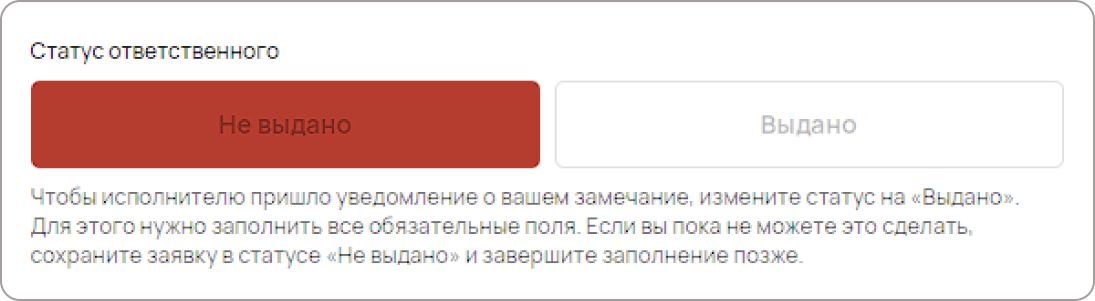 Статус ответственного
Не выдано
Выдано
Чтобы исполнителю пришло уведомление о вашем замечание, измените статус на «Выдано».
Для этого нужно заполнить все обязательные поля. Если вы пока не можете это сделать,
сохраните заявку в статусе «Не выдано» и завершите заполнение позже.